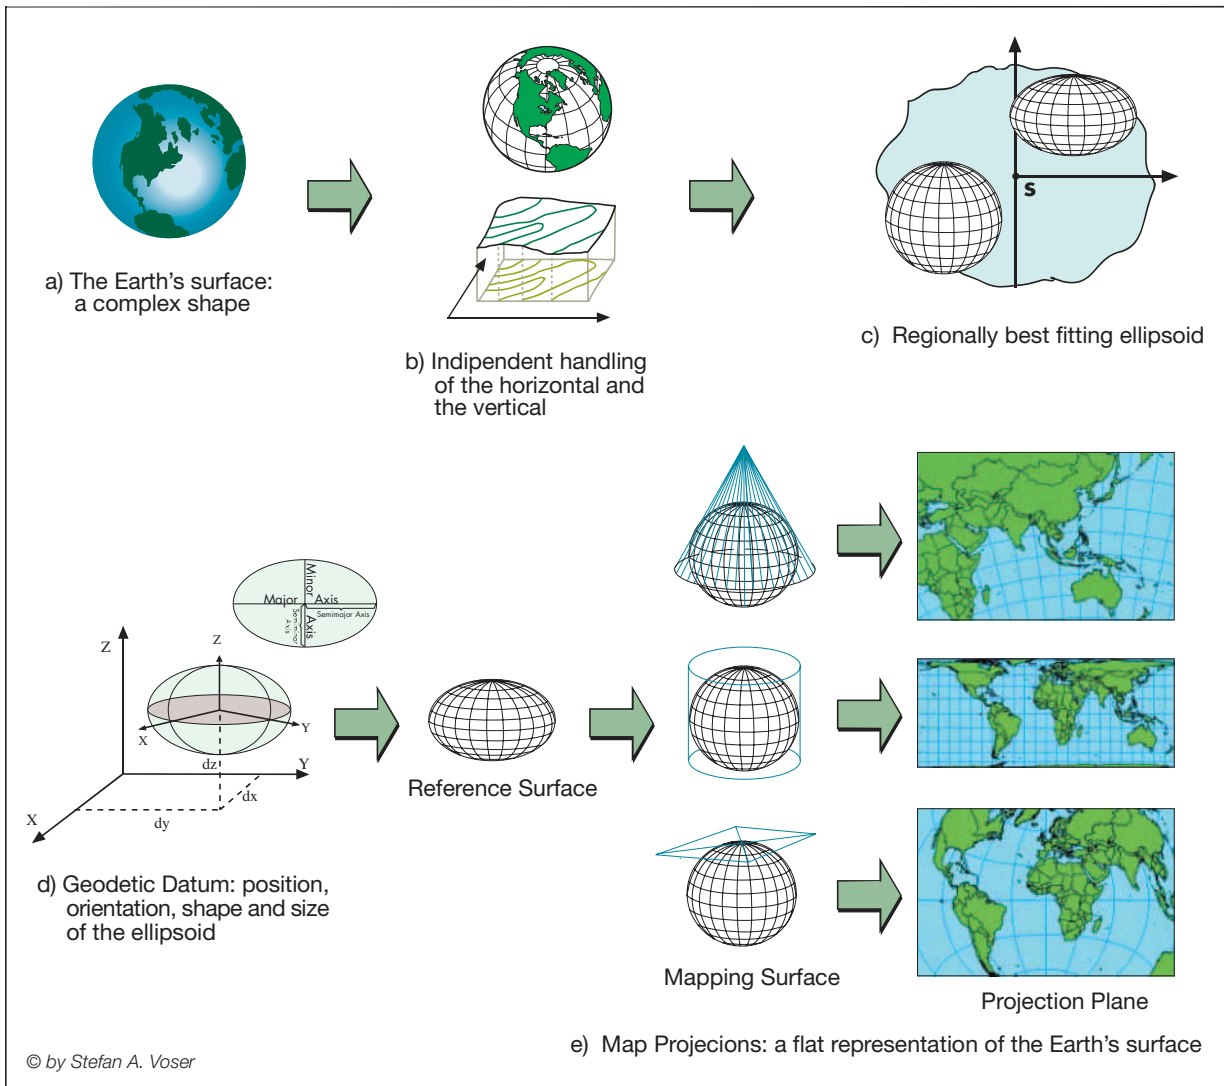 a) The Earth's surface:
a complex shape
b) Indipendent handling
of the horizontal and
the vertical
S
c) Regionally best fitting ellipsoid
Minor Axis
Major Axis
Semimajor Axis
Semiminor Axis
Z
Z
X
Y
dz
Y
dx
X
dy
d) Geodetic Datum: position,
orientation, shape and size
of the ellipsoid
Reference Surface
Mapping Surface
Projection Plane
e) Map Projecions: a flat representation of the Earth's surface
© by Stefan A. Voser